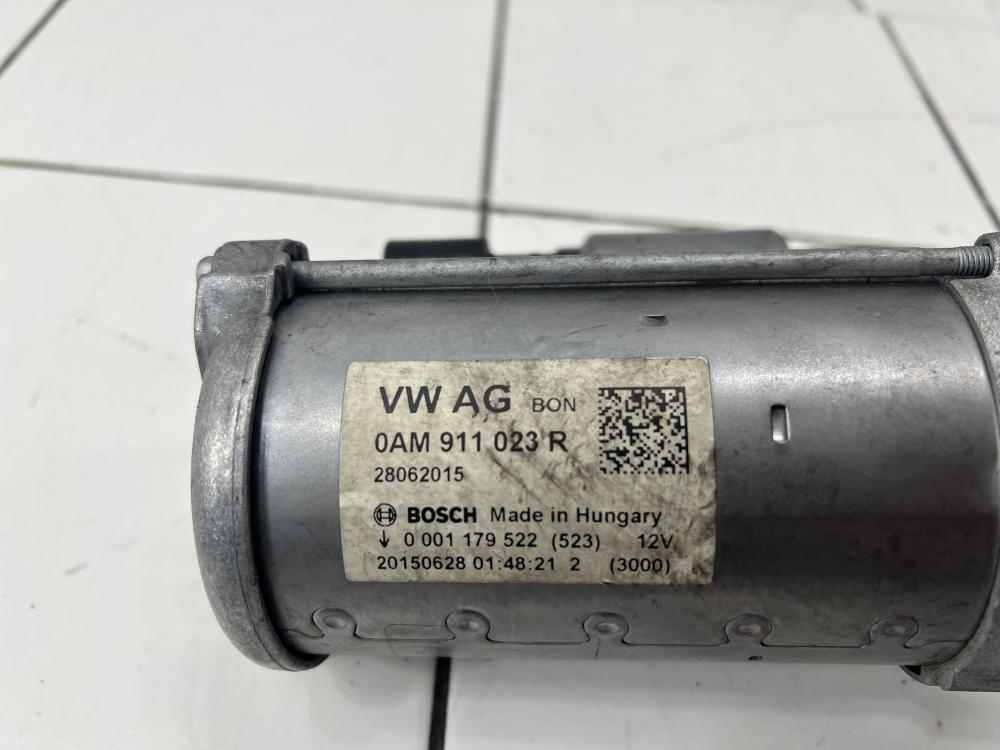 VW AG BON
0AM 911 023 R
28062015
BOSCH Made in Hungary
↓ 0 001 179 522 (523) 12V
20150628 01:48:21 2 (3000)